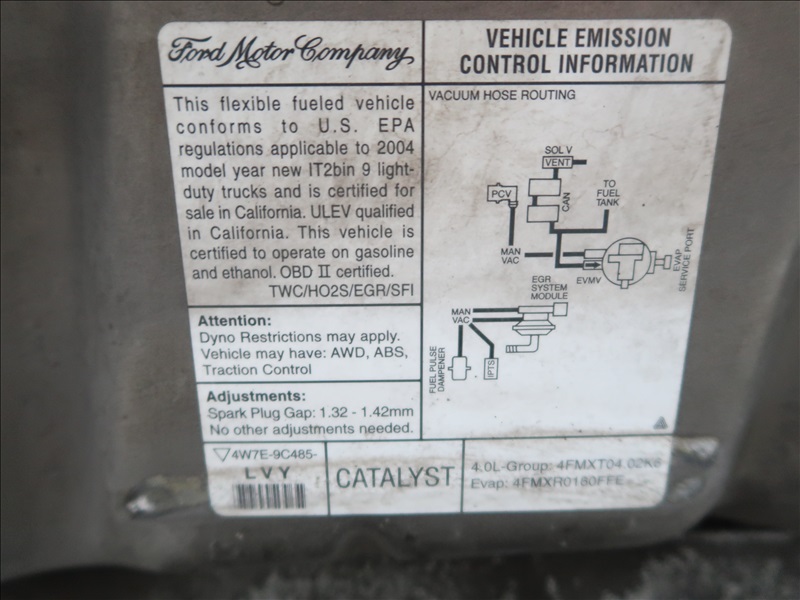 Ford Motor Company
VEHICLE EMISSION
CONTROL INFORMATION
This flexible fueled vehicle
conforms to U.S. EPA
regulations applicable to 2004
model year new IT2bin 9 light-
duty trucks and is certified for
sale in California. ULEV qualified
in California. This vehicle is
certified to operate on gasoline
and ethanol. OBD II certified.
TWC/HO2S/EGR/SFI
Attention:
Dyno Restrictions may apply.
Vehicle may have: AWD, ABS,
Traction Control
Adjustments:
Spark Plug Gap: 1.32 - 1.42mm
No other adjustments needed.
VACUUM HOSE ROUTING
SOL V
VENT
PCV
CAN
TO
FUEL
TANK
MAN
VAC
EVMV
EVAP
SERVICE PORT
EGR
SYSTEM
MODULE
MAN
VAC
FUEL PULSE
DAMPENER
IPTS
4W7E-9C485-
LVY
CATALYST
4.0L-Group:
Evap: 4FMXR0160FFE